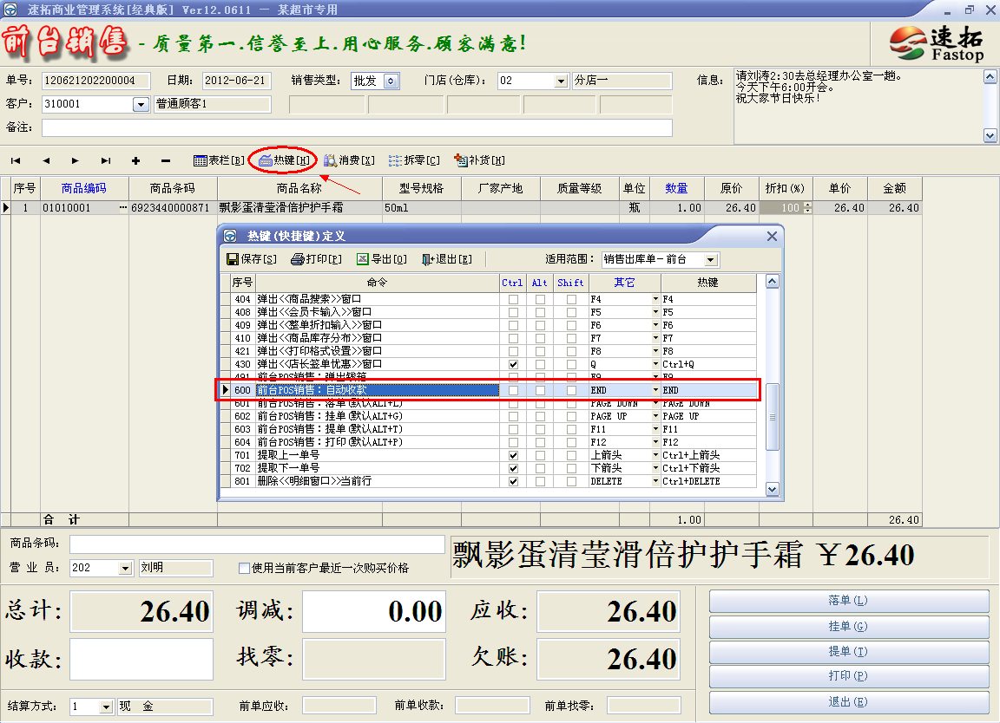 速拓商业管理系统[经典版] Ver12.0611 — 某超市专用
前台销售 - 质量第一.信誉至上.用心服务.顾客满意!
速拓 Fastop
单号: 120621202200004 日期: 2012-06-21 销售类型: 批发 门店(仓库): 02 分店一 信息:
请刘涛2:30去总经理办公室一趟。
今天下午6:00开会。
祝大家节日快乐!
客户: 310001 普通顾客1
备注:
表栏[B] 热键[H] 消费[X] 拆零[C] 补货[H]
序号 商品编码 商品条码 商品名称 型号规格 厂家产地 质量等级 单位 数量 原价 折扣(%) 单价 金额
1 01010001 6923440000871 飘影蛋清莹滑倍护护手霜 50ml 瓶 1.00 26.40 100 26.40 26.40
热键(快捷键)定义
保存[S] 打印[P] 导出[O] 退出[E] 适用范围: 销售出库单-前台
序号 命令 Ctrl Alt Shift 其它 热键
404 弹出<<商品搜索>>窗口 F4 F4
408 弹出<<会员卡输入>>窗口 F5 F5
409 弹出<<整单折扣输入>>窗口 F6 F6
410 弹出<<商品库存分布>>窗口 F7 F7
421 弹出<<打印格式设置>>窗口 F8 F8
430 弹出<<店长签单优惠>>窗口 Q Ctrl+Q
491 前台POS销售:弹出钱箱 F9 F9
600 前台POS销售:自动收款 END END
601 前台POS销售:落单(默认ALT+L) PAGE DOWN PAGE DOWN
602 前台POS销售:挂单(默认ALT+G) PAGE UP PAGE UP
603 前台POS销售:提单(默认ALT+T) F11 F11
604 前台POS销售:打印(默认ALT+P) F12 F12
701 提取上一单号 上箭头 Ctrl+上箭头
702 提取下一单号 下箭头 Ctrl+下箭头
801 删除<<明细窗口>>当前行 DELETE Ctrl+DELETE
合 计 1.00 26.40
商品条码:
营 业 员: 202 刘明 使用当前客户最近一次购买价格
飘影蛋清莹滑倍护护手霜 ￥26.40
总计: 26.40 调减: 0.00 应收: 26.40
收款: 找零: 欠账: 26.40
结算方式: 1 现 金 前单应收: 前单收款: 前单找零:
落单(L)
挂单(G)
提单(T)
打印(P)
退出(E)